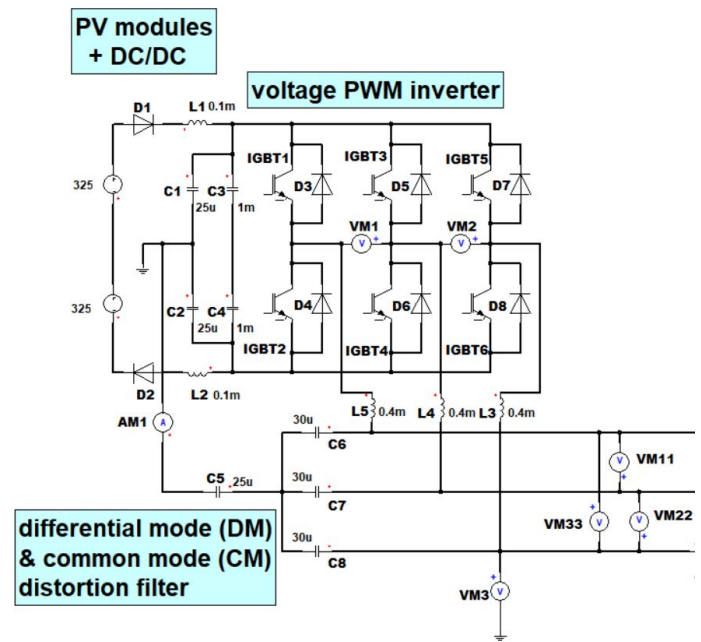 PV modules
+ DC/DC
voltage PWM inverter
D1
L1 0.1m
IGBT1
IGBT3
IGBT5
D3
D5
D7
325
C1
C3
25u
1m
VM1
VM2
V
V
325
C2
C4
25u
1m
D4
D6
D8
IGBT2
IGBT4
IGBT6
D2
L2 0.1m
AM1
A
L5 0.4m
L4 0.4m
L3 0.4m
30u
C6
C5 25u
30u
C7
30u
C8
V
VM11
VM33
V
V
VM22
VM3
V
differential mode (DM)
& common mode (CM)
distortion filter